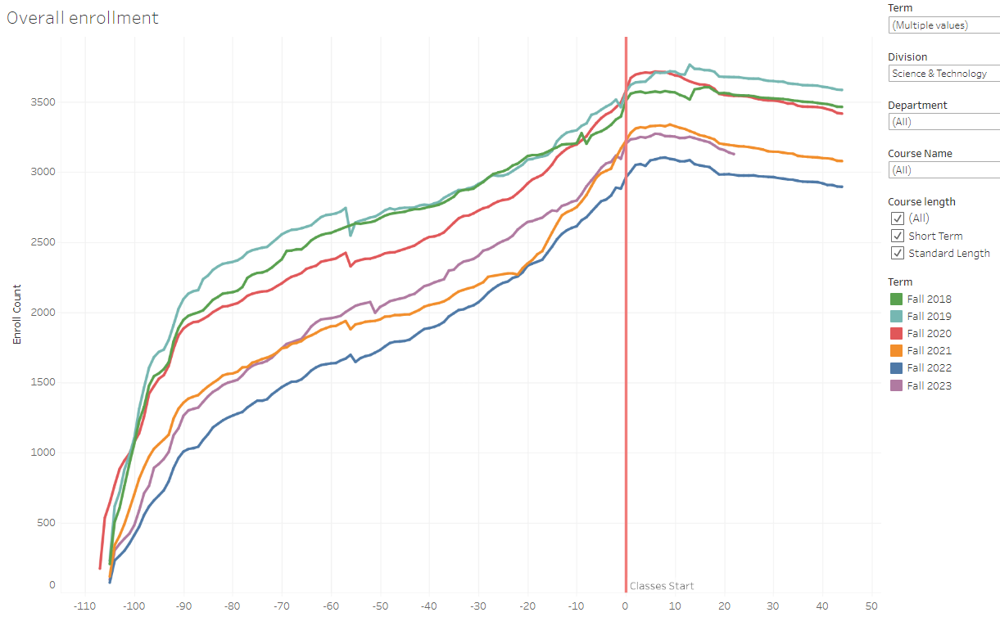 Overall enrollment
Enroll Count
3500
3000
2500
2000
1500
1000
500
0
Classes Start
-110 -100 -90 -80 -70 -60 -50 -40 -30 -20 -10 0 10 20 30 40 50
Term
(Multiple values)
Division
Science & Technology
Department
(All)
Course Name
(All)
Course length
(All)
Short Term
Standard Length
Term
Fall 2018
Fall 2019
Fall 2020
Fall 2021
Fall 2022
Fall 2023